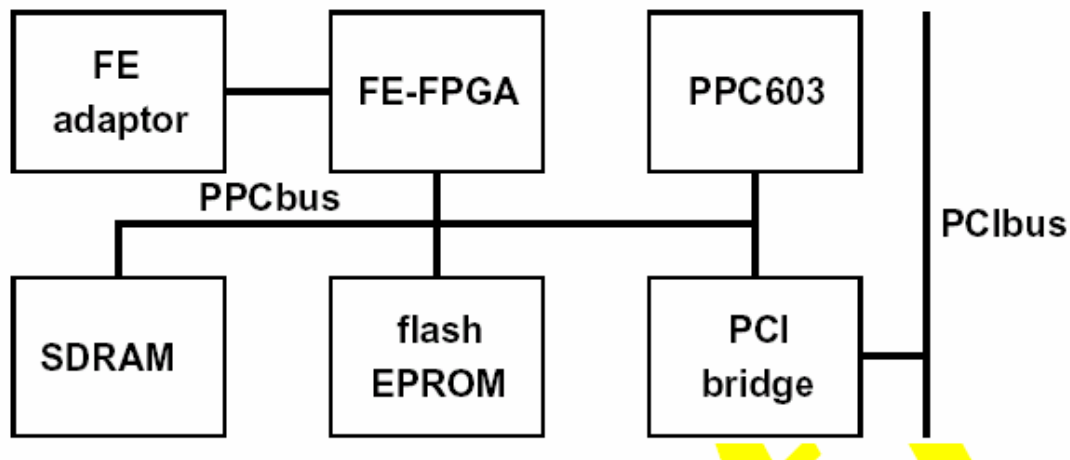 FE
adaptor
FE-FPGA
PPC603
PPCbus
PCIbus
SDRAM
flash
EPROM
PCI
bridge